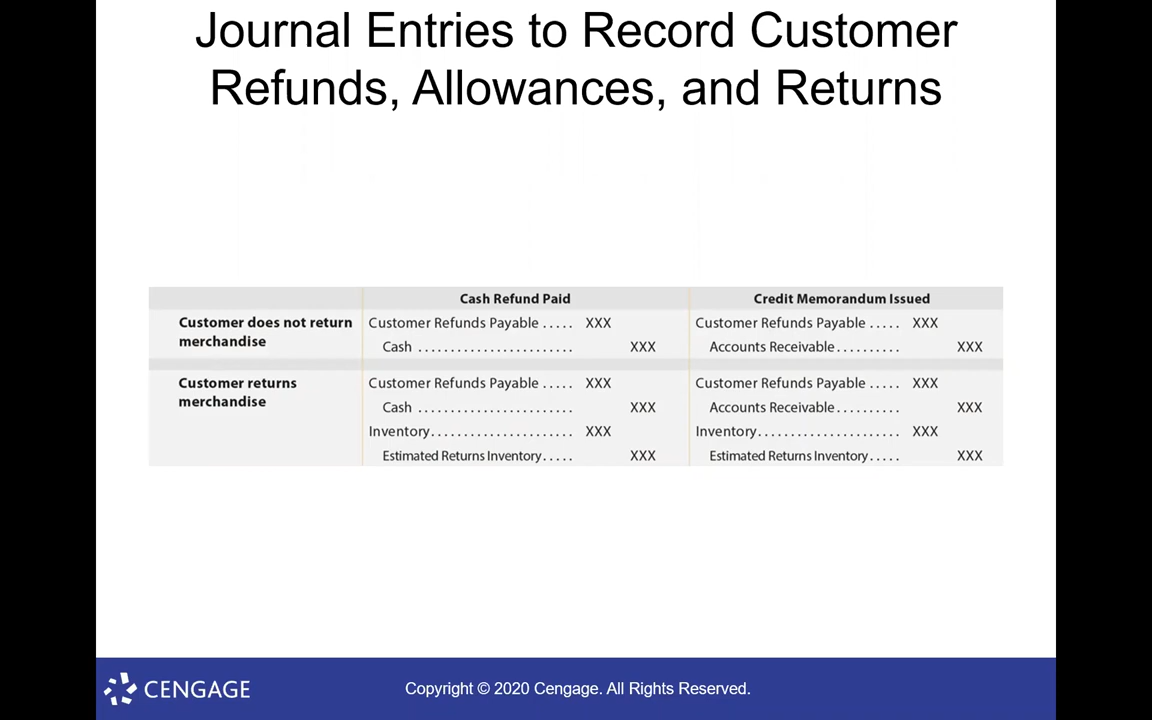 Journal Entries to Record Customer
Refunds, Allowances, and Returns
Cash Refund Paid Credit Memorandum Issued
Customer does not return merchandise
Customer Refunds Payable ..... XXX
Cash ........................ XXX
Customer Refunds Payable ..... XXX
Accounts Receivable.......... XXX
Customer returns merchandise
Customer Refunds Payable ..... XXX
Cash ........................ XXX
Inventory...................... XXX
Estimated Returns Inventory..... XXX
Customer Refunds Payable ..... XXX
Accounts Receivable.......... XXX
Inventory...................... XXX
Estimated Returns Inventory..... XXX
CENGAGE
Copyright © 2020 Cengage. All Rights Reserved.